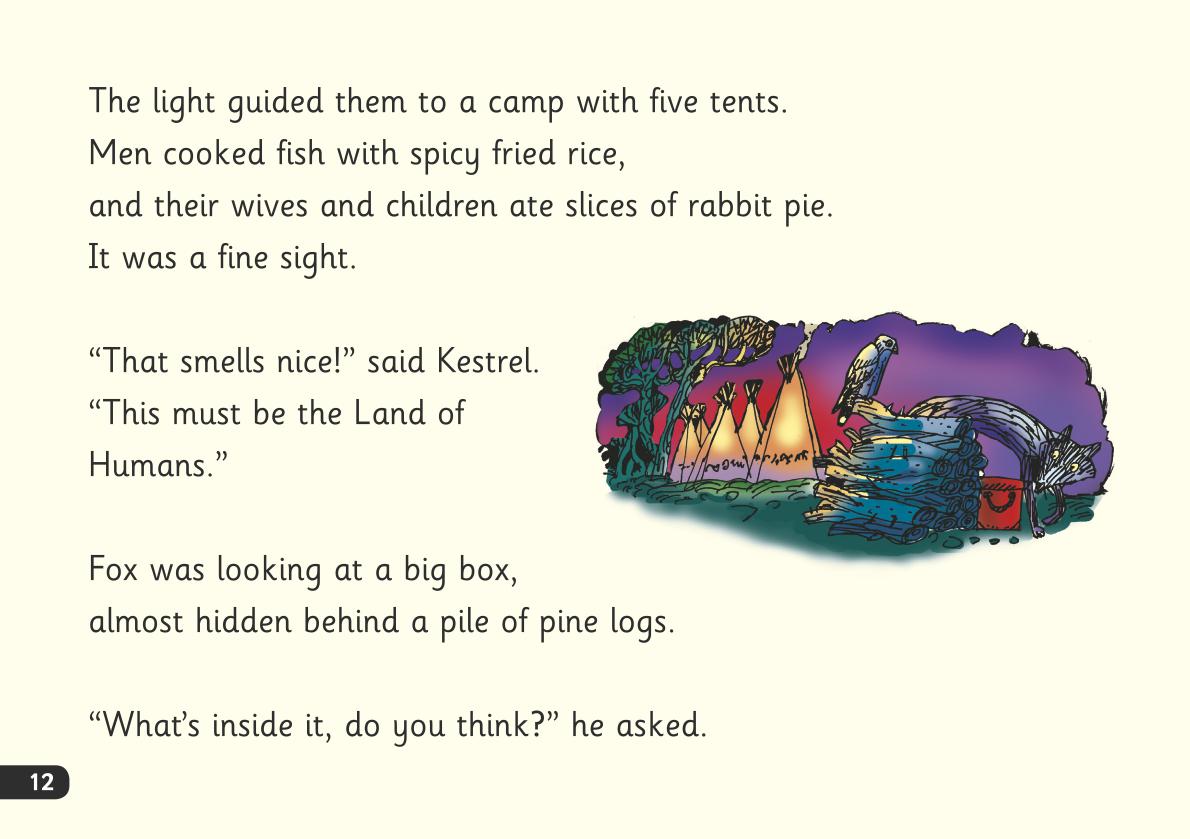 The light guided them to a camp with five tents.
Men cooked fish with spicy fried rice,
and their wives and children ate slices of rabbit pie.
It was a fine sight.
“That smells nice!” said Kestrel.
“This must be the Land of
Humans.”
Fox was looking at a big box,
almost hidden behind a pile of pine logs.
“What’s inside it, do you think?” he asked.
12